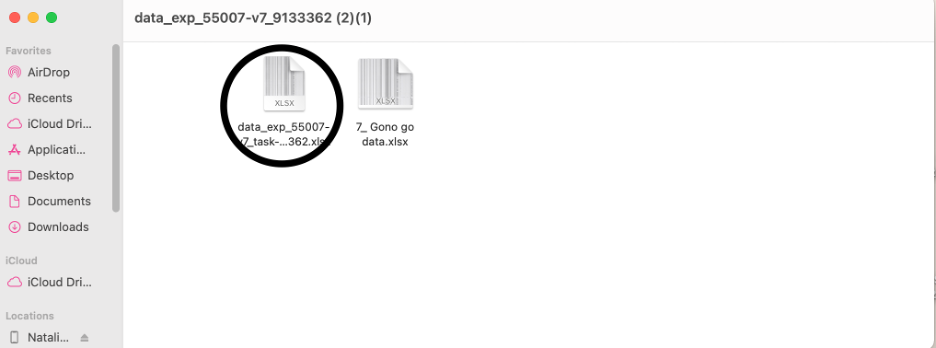 data_exp_55007-v7_9133362 (2)(1)
Favorites
AirDrop
Recents
iCloud Dri...
Applicati...
Desktop
Documents
Downloads
iCloud
iCloud Dri...
Locations
Natali...
XLSX
data_exp_55007-
v7_task-...362.xlsx
XLSX
7_ Gono go
data.xlsx